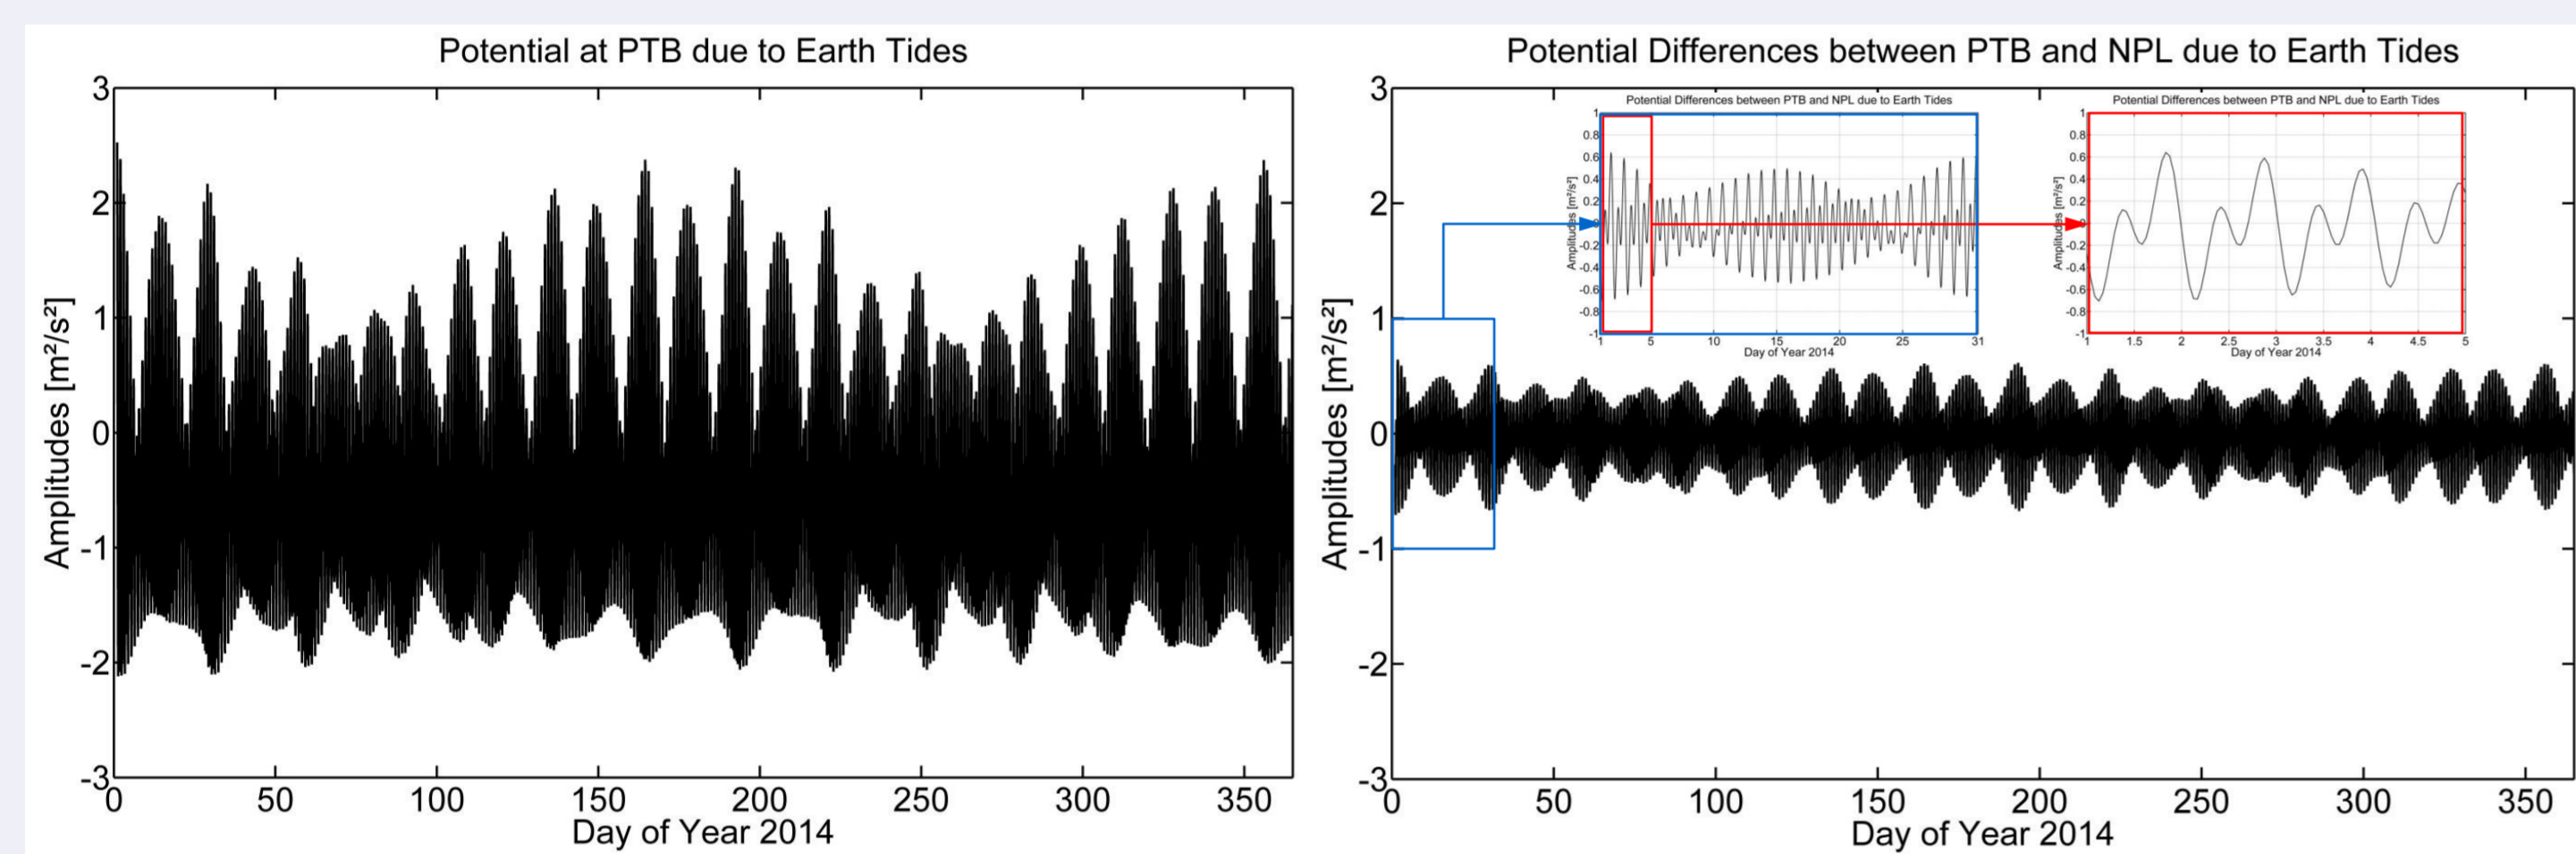 Potential at PTB due to Earth Tides
3
2
1
0
-1
-2
-3
Amplitudes [m²/s²]
0 50 100 150 200 250 300 350
Day of Year 2014
Potential Differences between PTB and NPL due to Earth Tides
3
2
1
0
-1
-2
-3
Amplitudes [m²/s²]
0 50 100 150 200 250 300 350
Day of Year 2014
Potential Differences between PTB and NPL due to Earth Tides
1
0.8
0.6
0.4
0.2
-0.2
-0.4
-0.6
-0.8
-1
Amplitudes [m²/s²]
1 5 10 15 20 25 31
Day of Year 2014
Potential Differences between PTB and NPL due to Earth Tides
1
0.8
0.6
0.4
0.2
-0.2
-0.4
-0.6
-0.8
-1
Amplitudes [m²/s²]
1 1.5 2 2.5 3 3.5 4 4.5 5
Day of Year 2014